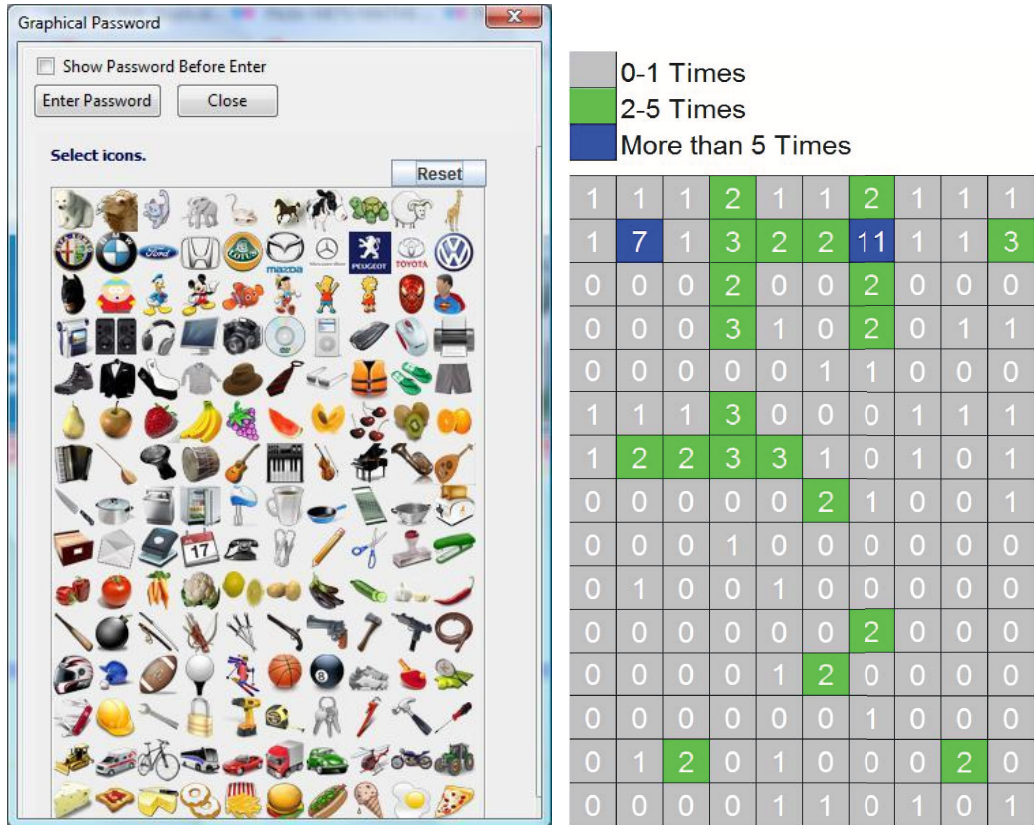 Graphical Password
x
Show Password Before Enter
Enter Password
Close
Select icons.
Reset
Ford
LOTUS
mazda
PEUGEOT
TOYOTA
DVD
17
8
0-1 Times
2-5 Times
More than 5 Times
1 1 1 2 1 1 2 1 1 1
1 7 1 3 2 2 11 1 1 3
0 0 0 2 0 0 2 0 0 0
0 0 0 3 1 0 2 0 1 1
0 0 0 0 0 1 1 0 0 0
1 1 1 3 0 0 0 1 1 1
1 2 2 3 3 1 0 1 0 1
0 0 0 0 0 2 1 0 0 1
0 0 0 1 0 0 0 0 0 0
0 1 0 0 1 0 0 0 0 0
0 0 0 0 0 0 2 0 0 0
0 0 0 0 1 2 0 0 0 0
0 0 0 0 0 0 1 0 0 0
0 1 2 0 1 0 0 0 2 0
0 0 0 0 1 1 0 1 0 1